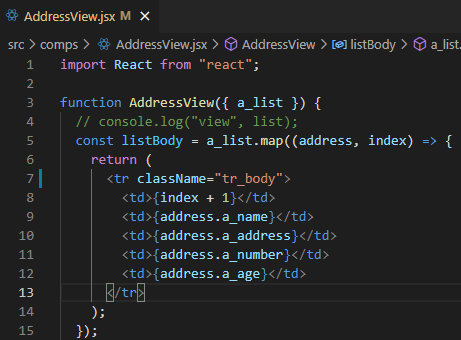 AddressView.jsx M X
src > comps > AddressView.jsx > AddressView > listBody > a_list.
1 import React from "react";
2
3 function AddressView({ a_list }) {
4 // console.log("view", list);
5 const listBody = a_list.map((address, index) => {
6 return (
7 <tr className="tr_body">
8 <td>{index + 1}</td>
9 <td>{address.a_name}</td>
10 <td>{address.a_address}</td>
11 <td>{address.a_number}</td>
12 <td>{address.a_age}</td>
13 </tr>
14 );
15 });